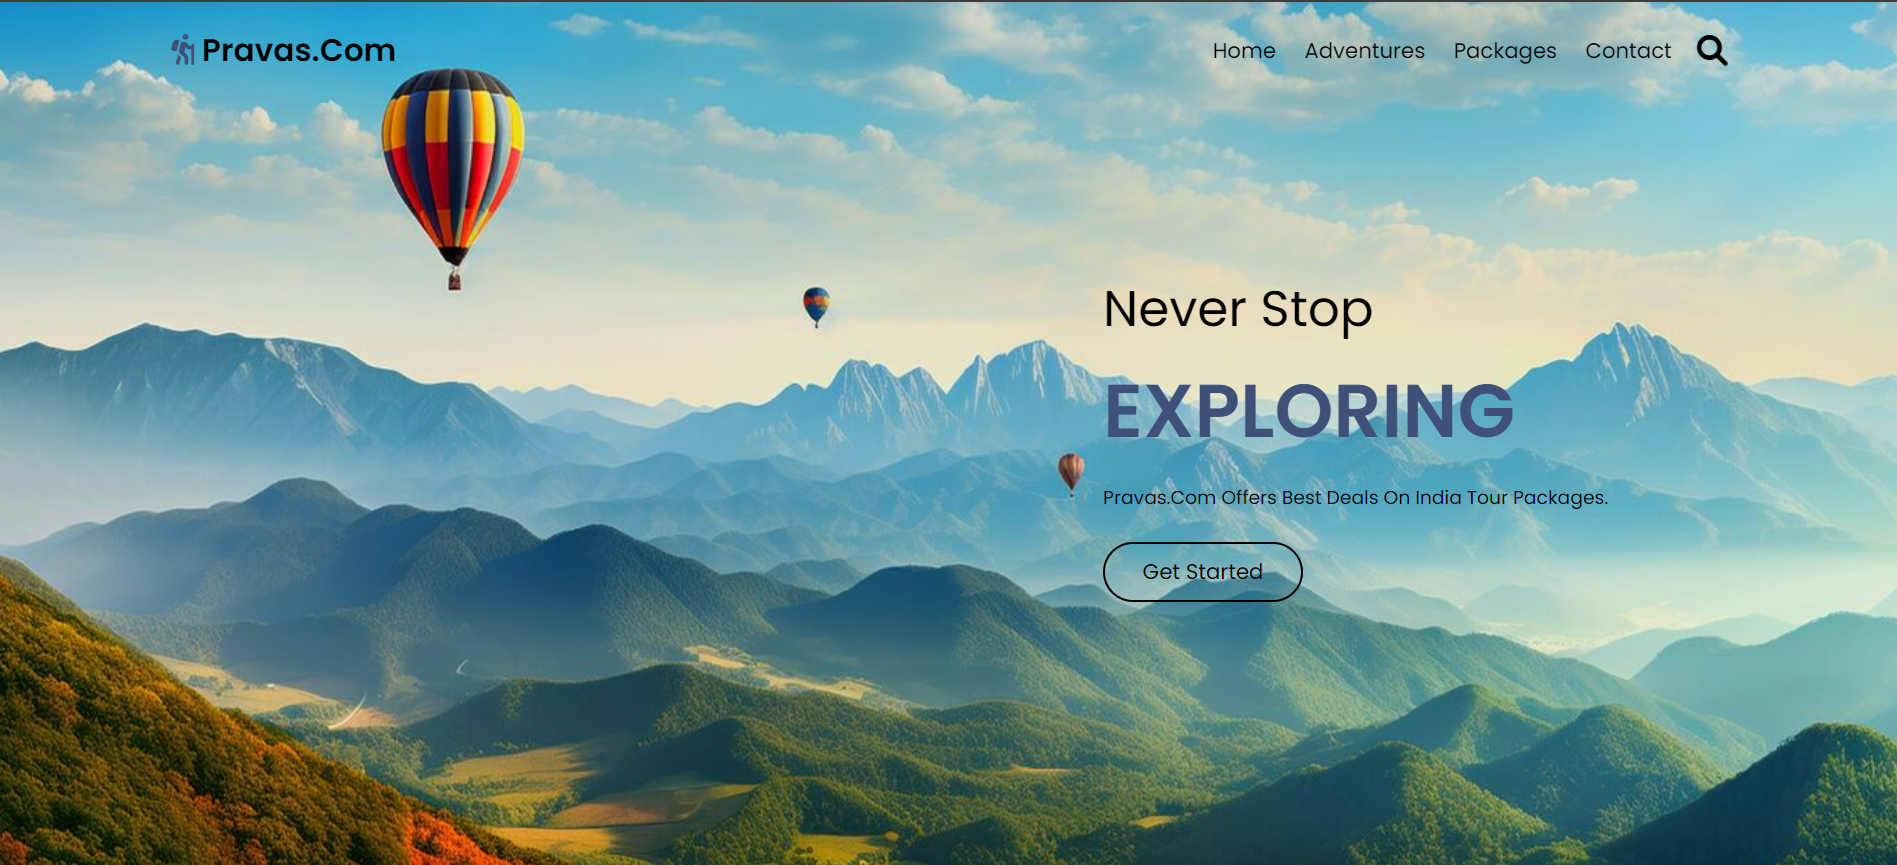 Pravas.Com
Home Adventures Packages Contact
Never Stop
EXPLORING
Pravas.Com Offers Best Deals On India Tour Packages.
Get Started